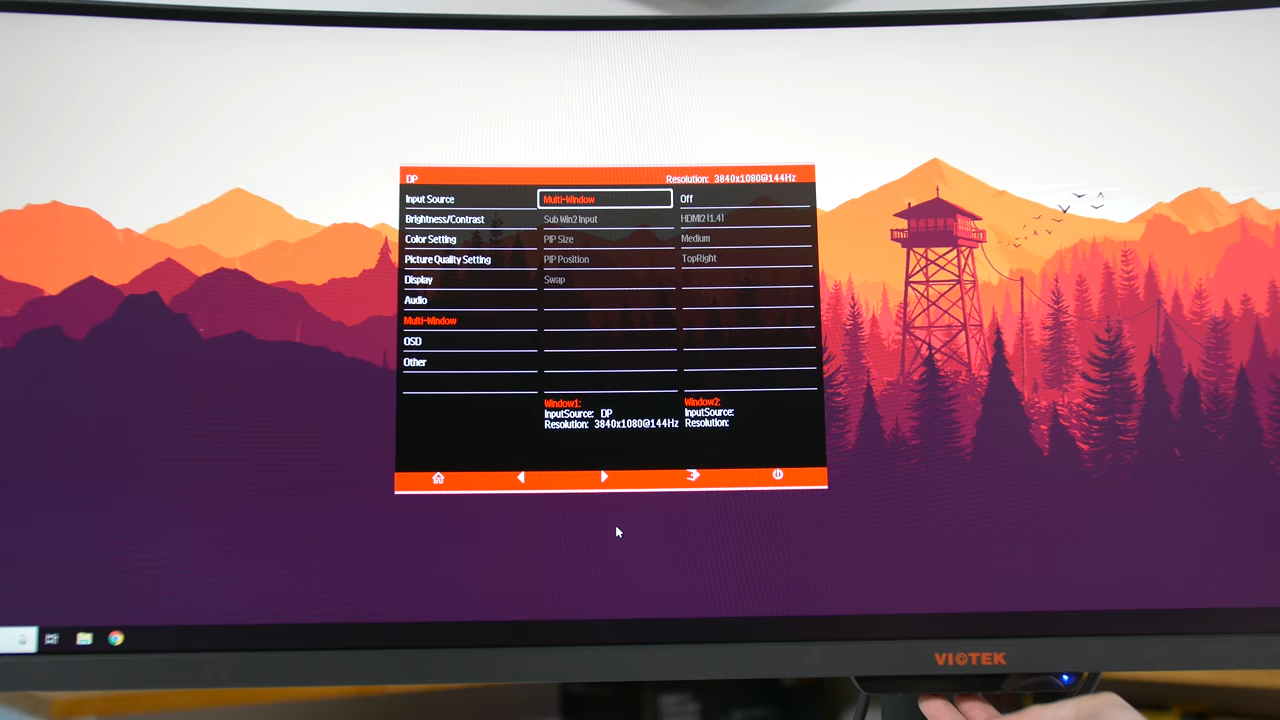 DP Resolution: 3840x1080@144Hz
Input Source Multi-Window Off
Brightness/Contrast Sub Win2 Input HDMI2[1.4]
Color Setting PIP Size Medium
Picture Quality Setting PIP Position TopRight
Display Swap
Audio
Multi-Window
OSD
Other
Window1: Window2:
InputSource: DP InputSource:
Resolution: 3840x1080@144Hz Resolution:
VIOTEK